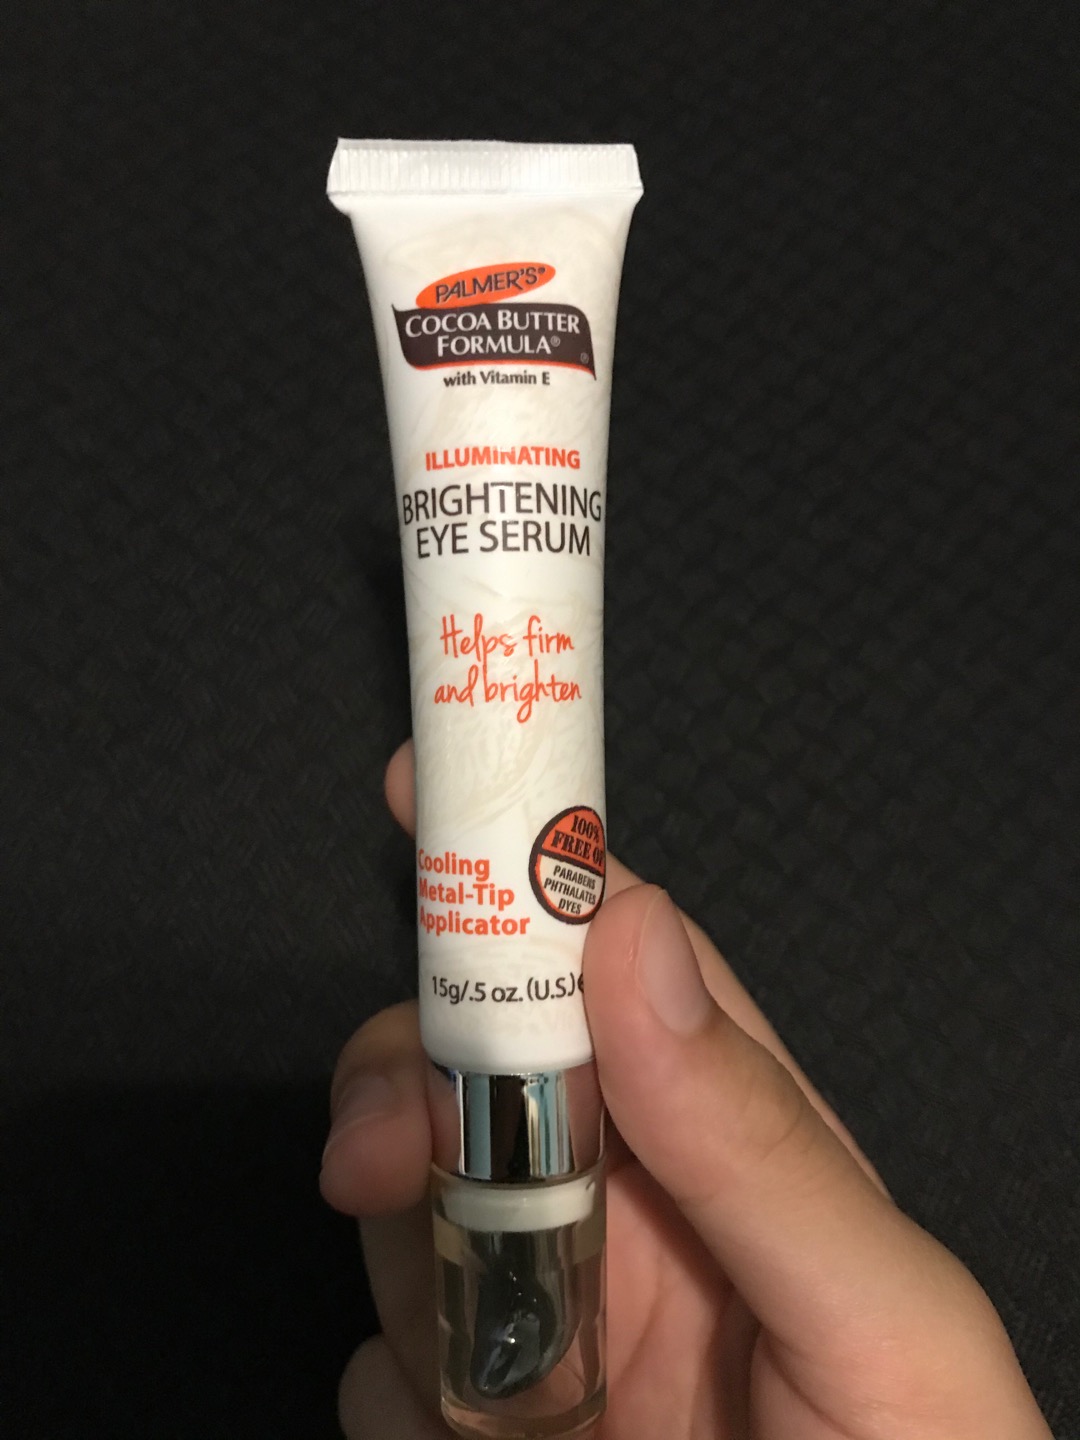 PALMER'S®
COCOA BUTTER
FORMULA®
®
with Vitamin E
ILLUMINATING
BRIGHTENING
EYE SERUM
Helps firm
and brighten
100%
FREE OF
PARABENS
PHTHALATES
DYES
Cooling
Metal-Tip
Applicator
15g/.5 oz. (U.S.)